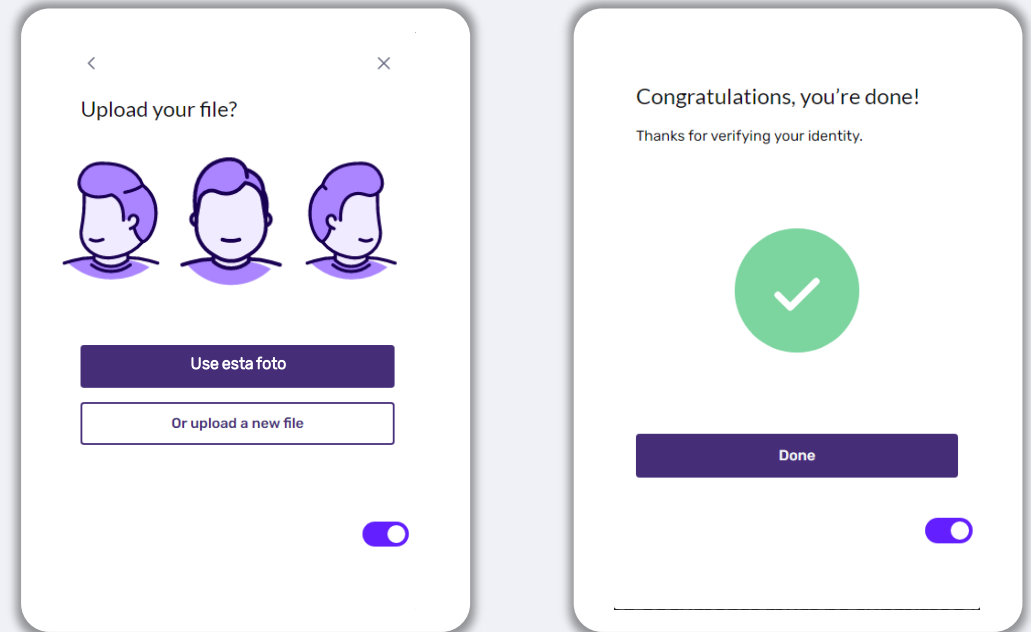 Upload your file?
Use esta foto
Or upload a new file
Congratulations, you’re done!
Thanks for verifying your identity.
Done